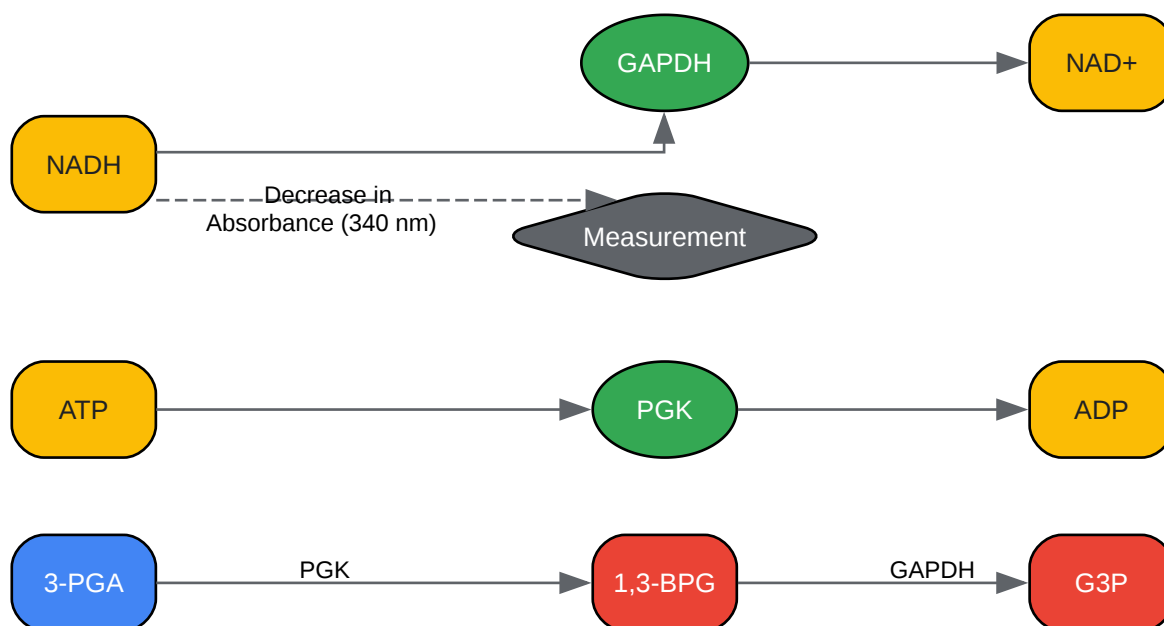 GAPDH
NAD+
NADH
Decrease in
Absorbance (340 nm)
Measurement
ATP
PGK
ADP
3-PGA
PGK
1,3-BPG
GAPDH
G3P